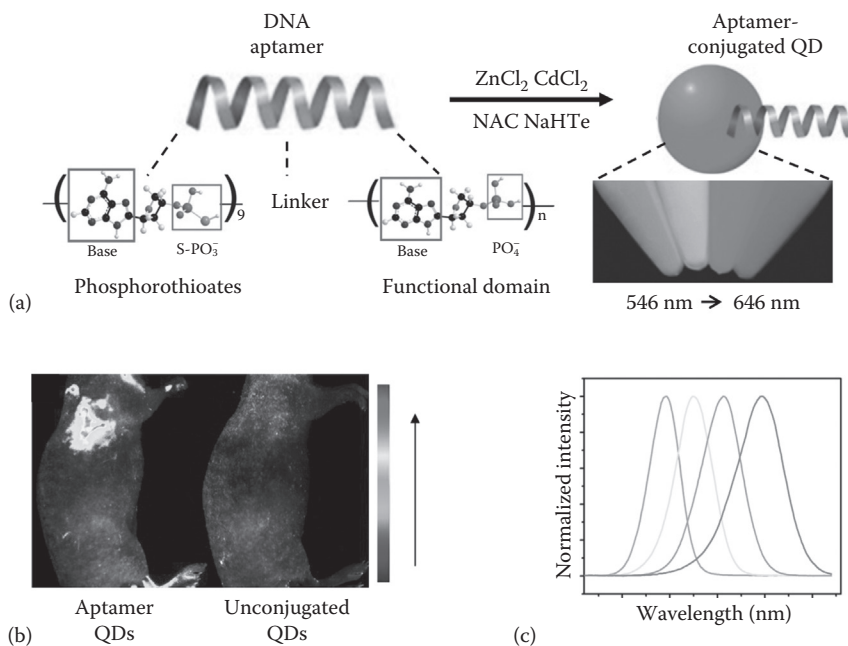 DNA
aptamer
ZnCl₂ CdCl₂
NAC NaHTe
Aptamer-
conjugated QD
9
Base
S-PO₃⁻
Phosphorothioates
Linker
n
Base
PO₄⁻
Functional domain
546 nm → 646 nm
(a)
Aptamer
QDs
Unconjugated
QDs
(b)
Normalized intensity
Wavelength (nm)
(c)